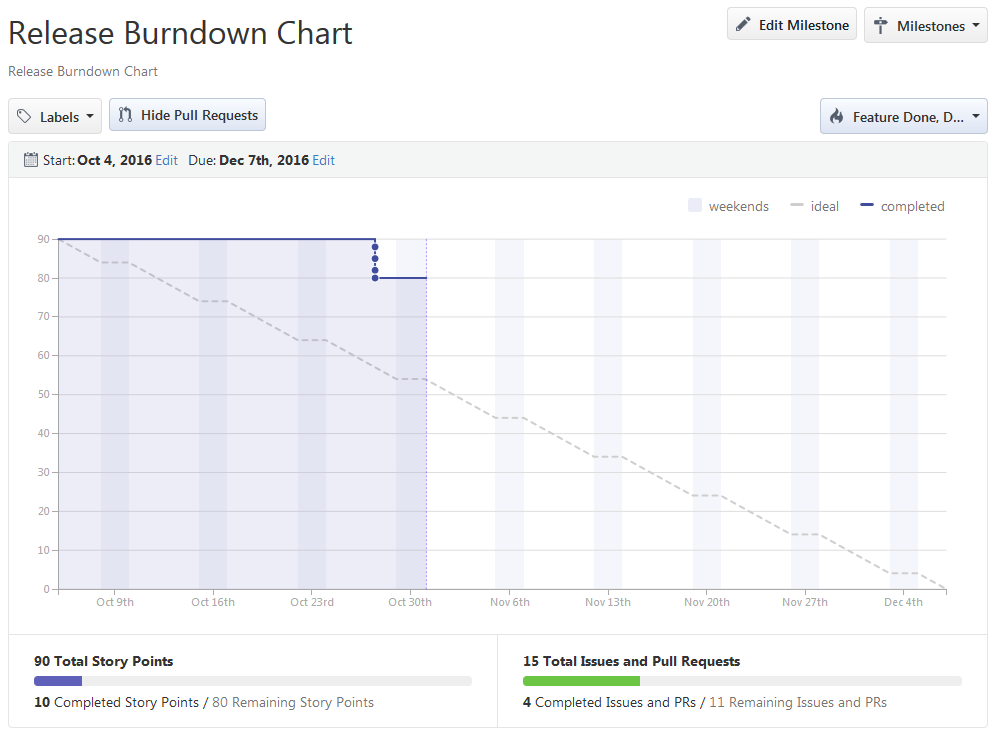 Release Burndown Chart
Edit Milestone
Milestones
Release Burndown Chart
Labels
Hide Pull Requests
Feature Done, D...
Start: Oct 4, 2016 Edit Due: Dec 7th, 2016 Edit
weekends ideal completed
90
80
70
60
50
40
30
20
10
0
Oct 9th Oct 16th Oct 23rd Oct 30th Nov 6th Nov 13th Nov 20th Nov 27th Dec 4th
90 Total Story Points
10 Completed Story Points / 80 Remaining Story Points
15 Total Issues and Pull Requests
4 Completed Issues and PRs / 11 Remaining Issues and PRs